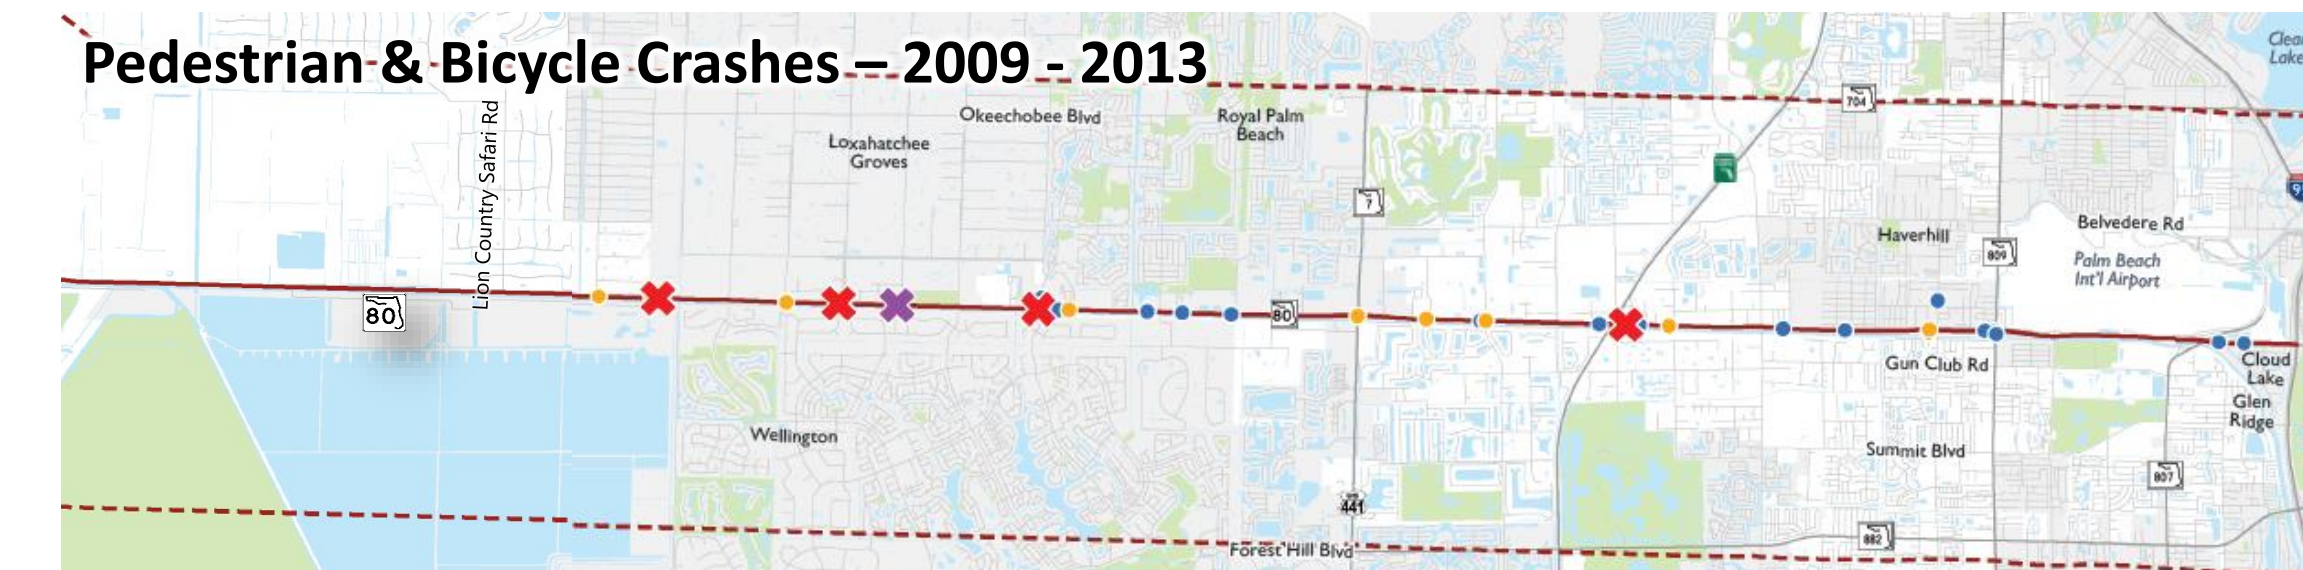 Pedestrian & Bicycle Crashes – 2009 - 2013
Clear
Lake
704
Lion Country Safari Rd
Okeechobee Blvd
Royal Palm
Beach
Loxahatchee
Groves
7
Belvedere Rd
Haverhill
809
Palm Beach
Int'l Airport
80
80
Gun Club Rd
Cloud
Lake
Glen
Ridge
Wellington
Summit Blvd
807
441
882
Forest Hill Blvd